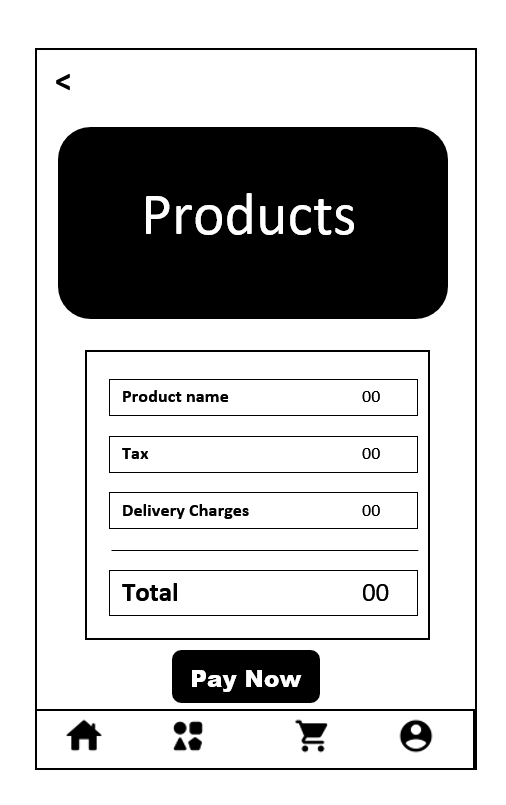 <
Products
Product name 00
Tax 00
Delivery Charges 00
Total 00
Pay Now